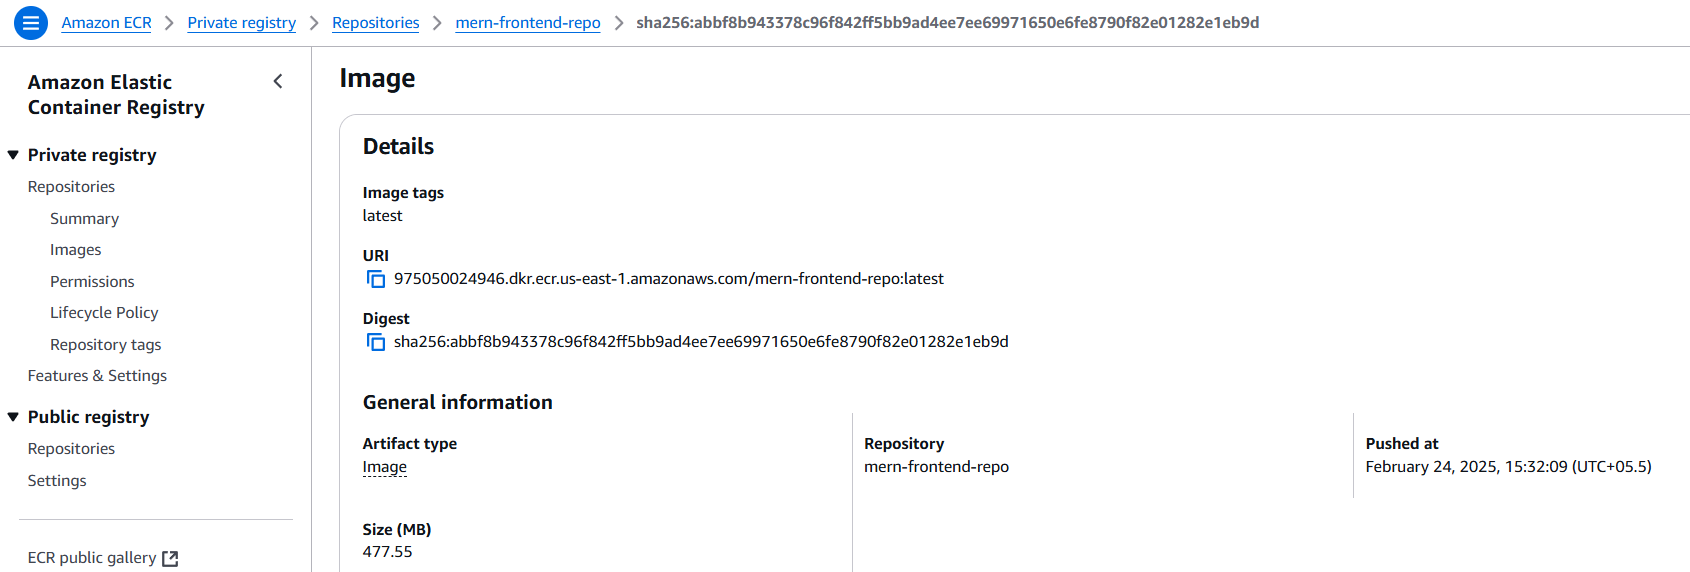 Amazon ECR > Private registry > Repositories > mern-frontend-repo > sha256:abbf8b943378c96f842ff5bb9ad4ee7ee69971650e6fe8790f82e01282e1eb9d
Amazon Elastic
Container Registry
Private registry
Repositories
Summary
Images
Permissions
Lifecycle Policy
Repository tags
Features & Settings
Public registry
Repositories
Settings
ECR public gallery
Image
Details
Image tags
latest
URI
975050024946.dkr.ecr.us-east-1.amazonaws.com/mern-frontend-repo:latest
Digest
sha256:abbf8b943378c96f842ff5bb9ad4ee7ee69971650e6fe8790f82e01282e1eb9d
General information
Artifact type
Image
Repository
mern-frontend-repo
Pushed at
February 24, 2025, 15:32:09 (UTC+05.5)
Size (MB)
477.55